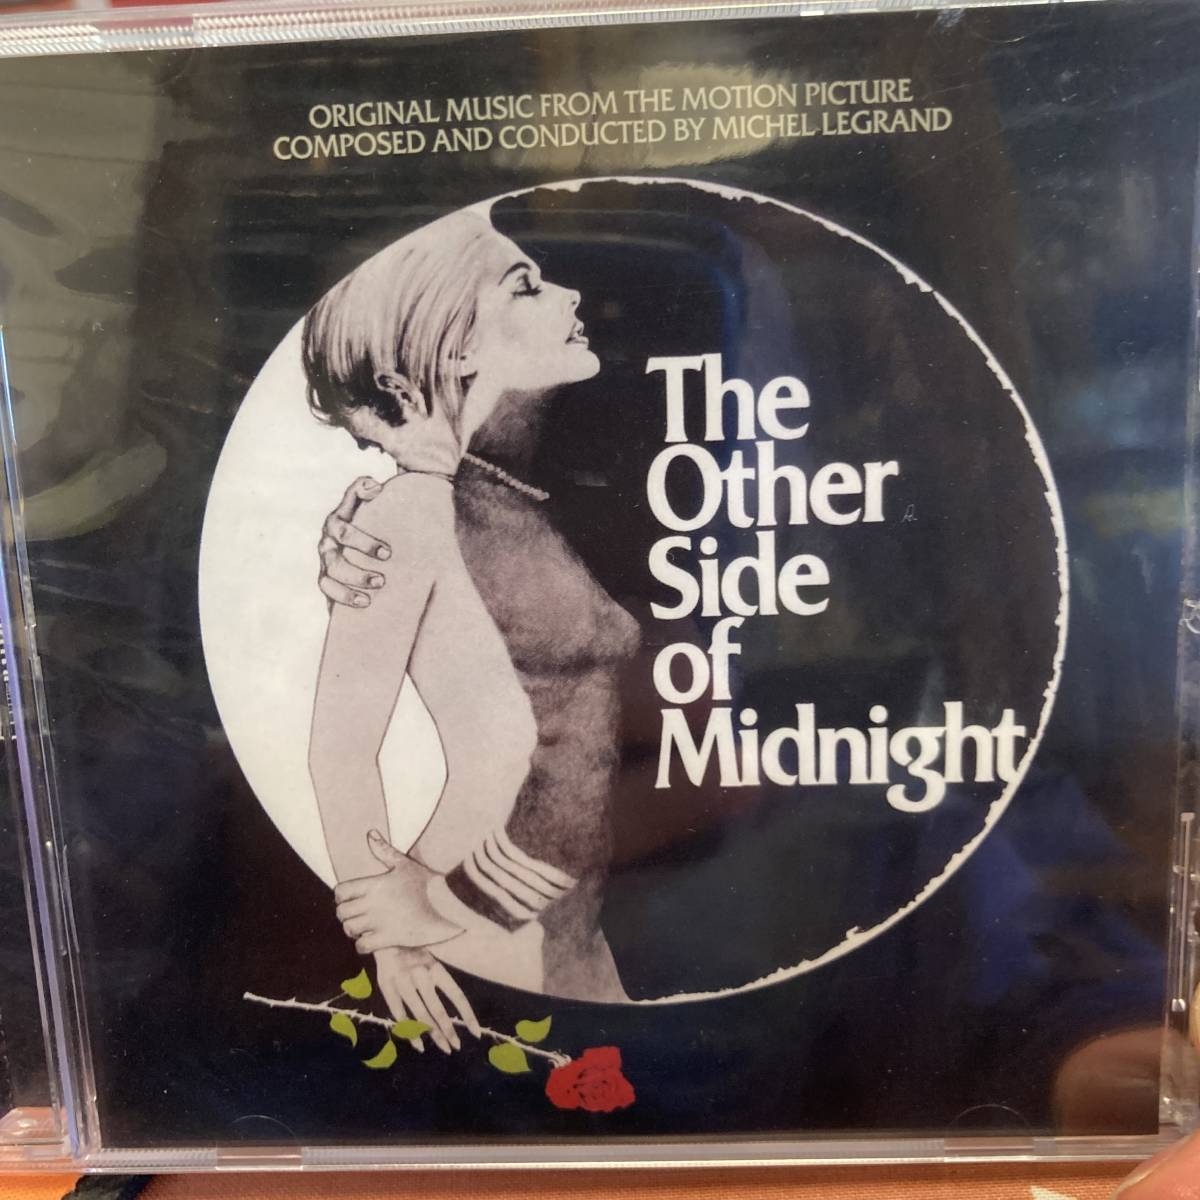 ORIGINAL MUSIC FROM THE MOTION PICTURE
COMPOSED AND CONDUCTED BY MICHEL LEGRAND
The
Other
Side
of
Midnight